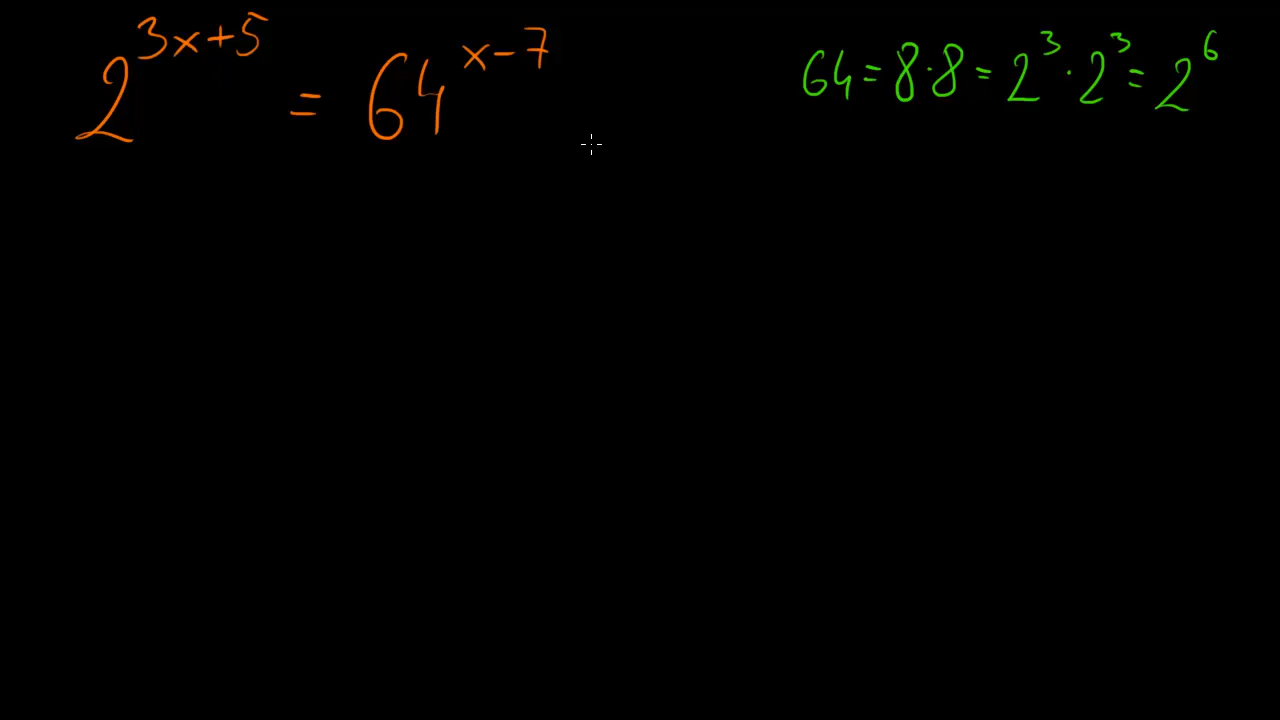 2^{3x+5} = 64^{x-7}
64 = 8·8 = 2^3·2^3 = 2^6